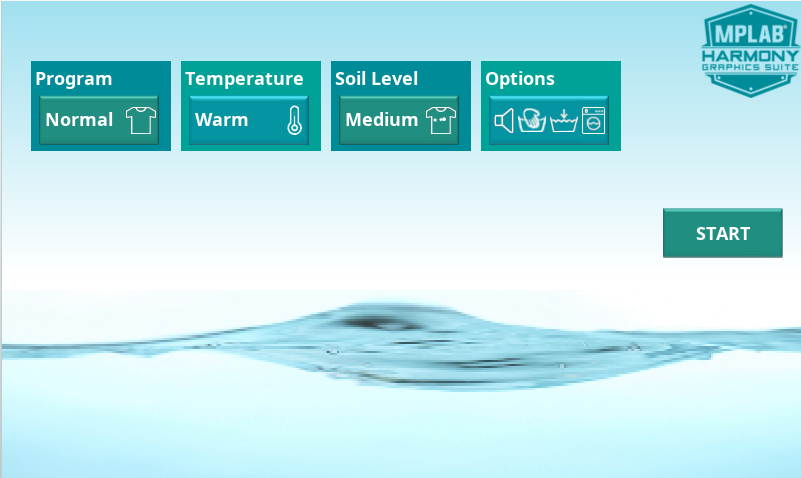 MPLAB®
HARMONY
GRAPHICS SUITE
Program
Normal
Temperature
Warm
Soil Level
Medium
Options
START